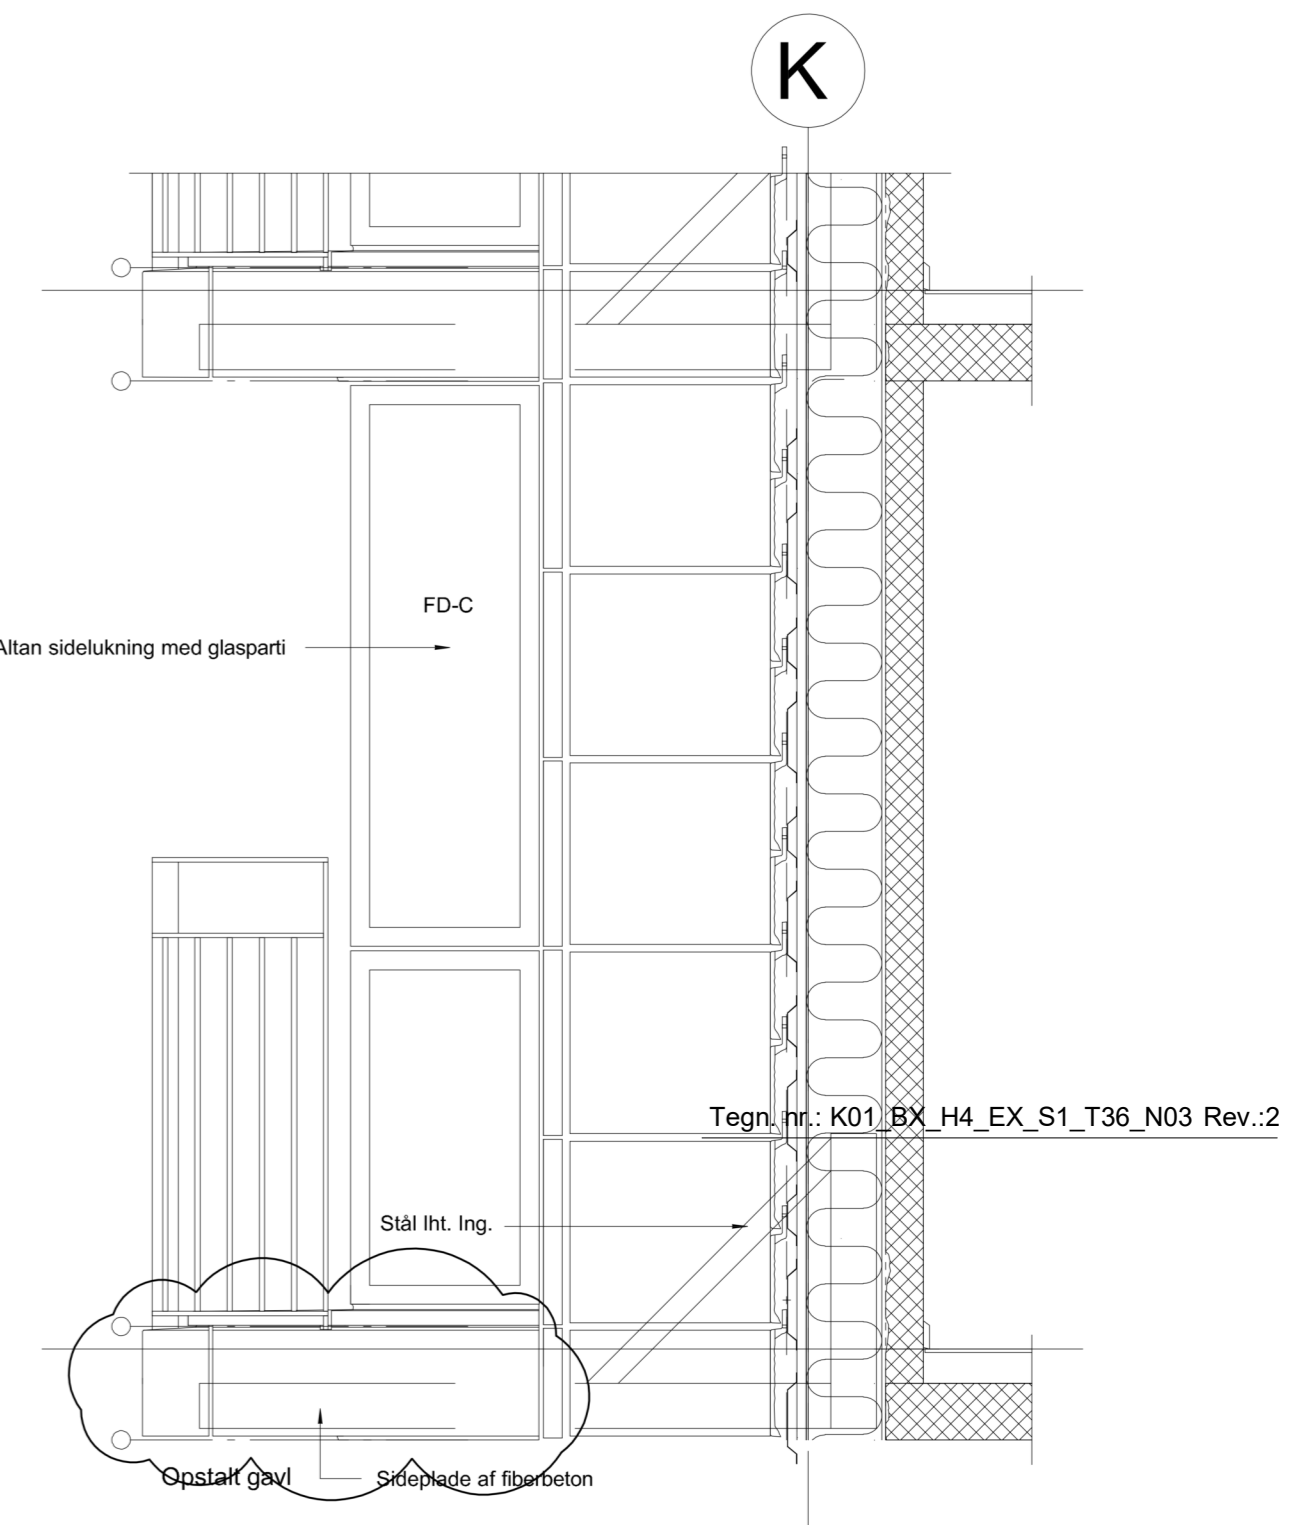 K
FD-C
Altan sidelukning med glasparti
Tegn. nr.: K01_BX_H4_EX_S1_T36_N03 Rev.:2
Stål Iht. Ing.
Opstalt gavl
Sideplade af fiberbeton